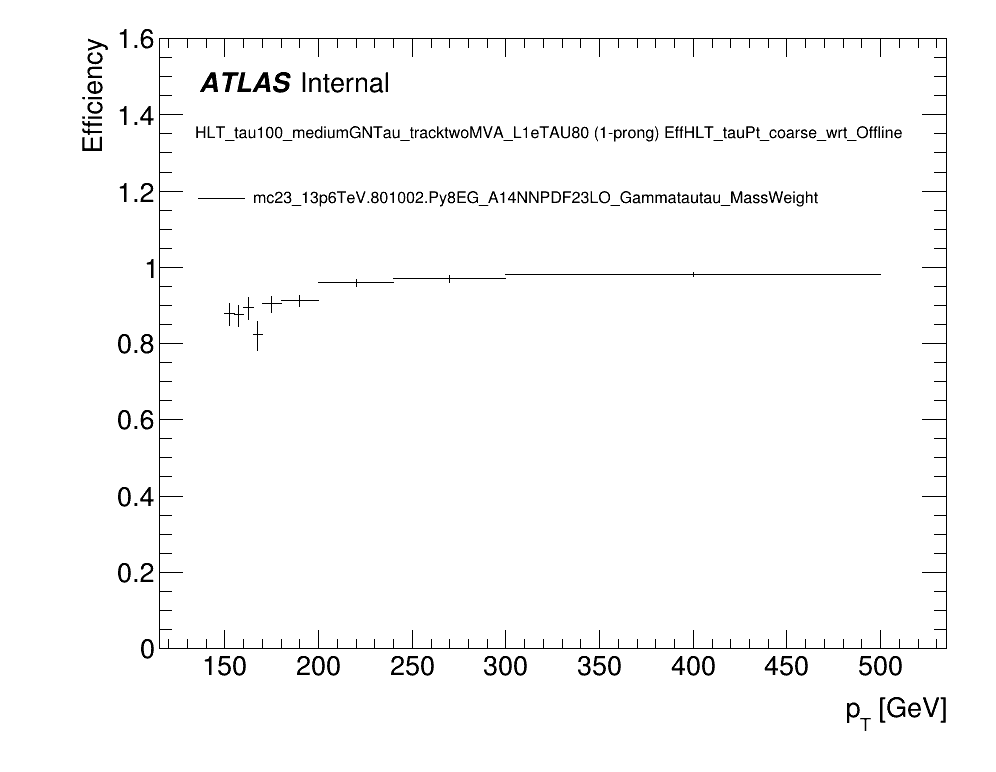 Efficiency
1.6
ATLAS Internal
1.4
HLT_tau100_mediumGNTau_tracktwoMVA_L1eTAU80 (1-prong) EffHLT_tauPt_coarse_wrt_Offline
1.2
mc23_13p6TeV.801002.Py8EG_A14NNPDF23LO_Gammatautau_MassWeight
1
0.8
0.6
0.4
0.2
0
150 200 250 300 350 400 450 500
pT [GeV]